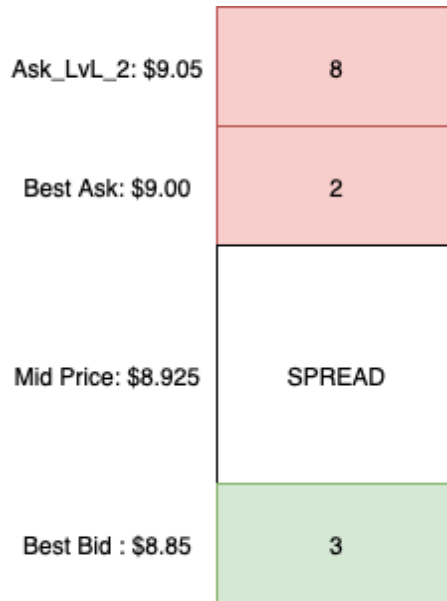 Ask_LvL_2: $9.05 8
Best Ask: $9.00 2
Mid Price: $8.925 SPREAD
Best Bid : $8.85 3